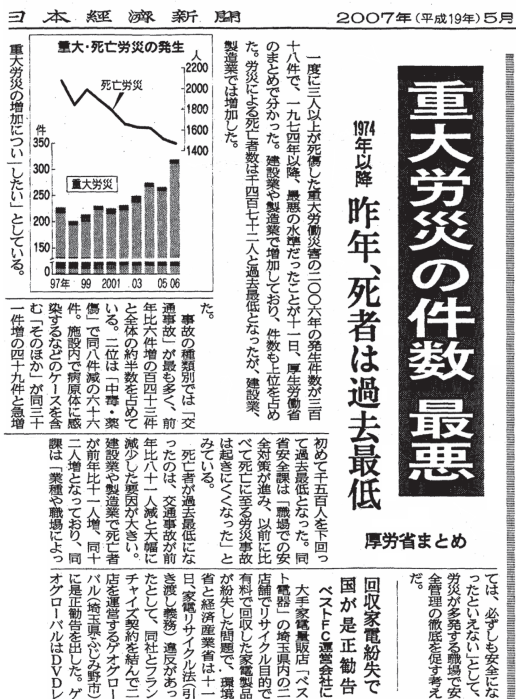 日本経済新聞
2007年(平成19年)5月
重大労災の件数 最悪
1974年以降
昨年、死者は過去最低
厚労省まとめ
一度に三人以上が死傷した重大労働災害の二〇〇六年の発生件数が三百
十八件で、一九七四年以降、最悪の水準だったことが十一日、厚生労働省
のまとめで分かった。建設業や製造業で増加しており、件数も上位を占め
た。労災による死亡者数は千四百七十二人と過去最低となったが、建設業、
製造業では増加した。
重大・死亡労災の発生
人
2200
2000
1800
1600
1400
死亡労災
件
350
300
250
200
150
0
重大労災
97年 99 2001 03 05 06
重大労災の増加につい「したい」としている。
た。
事故の種類別では「交
通事故」が最も多く、前
年比六件増の百四十三件
と全体の約半数を占めて
いる。二位は「中毒・薬
傷」で同八件減の六十六
件。施設内で病原体に感
染するなどのケースを含
む「そのほか」が同三十
一件増の四十九件と急増
初めて千五百人を下回っ
て過去最低となった。同
省安全課は「職場での安
全対策が進み、以前に比
べて死亡に至る労災事故
は起きにくくなった」と
みている。
死亡者が過去最低にな
ったのは、交通事故が前
年比八十一人減と大幅に
減少した要因が大きい。
建設業や製造業で死亡者
が前年比十一人増、同十
二人増となっており、同
課は「業種や職場によっ
ては、必ずしも安全にな
ったといえない」として、
労災が多発する職場で安
全管理の徹底を促す考え
だ。
回収家電紛失で
国が是正勧告
ベストFC運営会社に
大手家電量販店「ベス
ト電器」の埼玉県内の二
店舗でリサイクル目的で
有料で回収した家電製品
が紛失した問題で、環境
省と経済産業省は十一
日、家電リサイクル法(引
き渡し義務)違反があっ
たとして、同社とフラン
チャイズ契約を結んで二
店を運営するゲオグロー
バル(埼玉県ふじみ野市)
に是正勧告を出した。ゲ
オグローバルはDVDレ